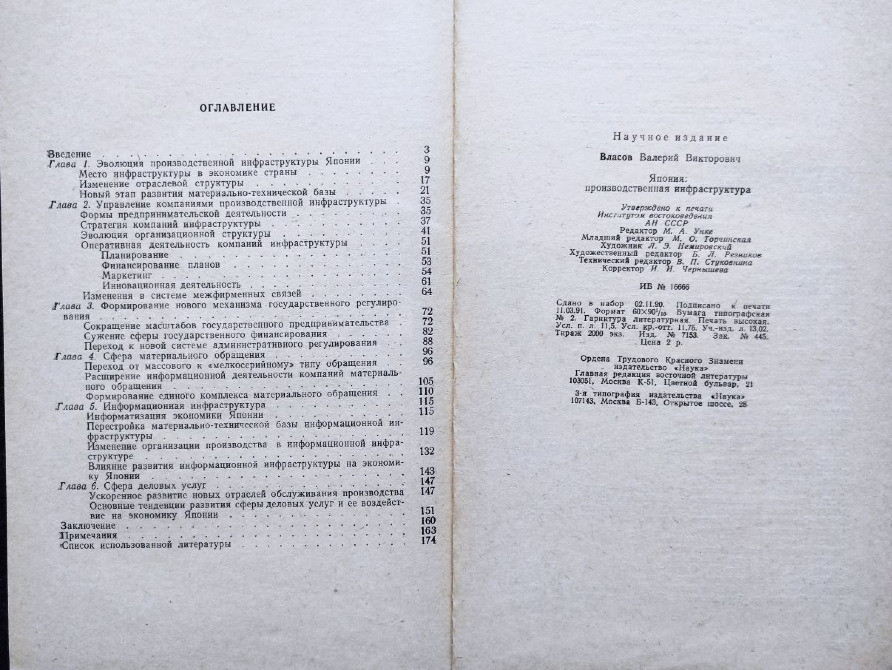 ОГЛАВЛЕНИЕ
Введение . . . . . . . . . . . . . . . . . . . 3
Глава 1. Эволюция производственной инфраструктуры Японии . . . 9
Место инфраструктуры в экономике страны . . . . . . . 9
Изменение отраслевой структуры . . . . . . . . . . 17
Новый этап развития материально-технической базы . . . . . 21
Глава 2. Управление компаниями производственной инфраструктуры 35
Формы предпринимательской деятельности . . . . . . . . 35
Стратегия компаний инфраструктуры . . . . . . . . . 37
Эволюция организационной структуры . . . . . . . . . 41
Оперативная деятельность компаний инфраструктуры . . . . . 51
Планирование . . . . . . . . . . . . . . . 51
Финансирование планов . . . . . . . . . . . . 53
Маркетинг . . . . . . . . . . . . . . . . 54
Инновационная деятельность . . . . . . . . . . . 61
Изменения в системе межфирменных связей . . . . . . . 64
Глава 3. Формирование нового механизма государственного регулиро-
вания . . . . . . . . . . . . . . . . . . . 72
Сокращение масштабов государственного предпринимательства 72
Сужение сферы государственного финансирования . . . . . 82
Переход к новой системе административного регулирования . . 88
Глава 4. Сфера материального обращения . . . . . . . . 96
Переход от массового к «мелкосерийному» типу обращения . . 96
Расширение информационной деятельности компаний материаль-
ного обращения . . . . . . . . . . . . . . . 105
Формирование единого комплекса материального обращения . . 110
Глава 5. Информационная инфраструктура . . . . . . . . 115
Информатизация экономики Японии . . . . . . . . . 115
Перестройка материально-технической базы информационной ин-
фраструктуры . . . . . . . . . . . . . . . . 119
Изменение организации производства в информационной инфра-
структуре . . . . . . . . . . . . . . . . . 132
Влияние развития информационной инфраструктуры на экономи-
ку Японии . . . . . . . . . . . . . . . . . 143
Глава 6. Сфера деловых услуг . . . . . . . . . . . . 147
Ускоренное развитие новых отраслей обслуживания производства 147
Основные тенденции развития сферы деловых услуг и ее воздейст-
вие на экономику Японии . . . . . . . . . . . . 151
Заключение . . . . . . . . . . . . . . . . . . 160
Примечания . . . . . . . . . . . . . . . . . . 163
Список использованной литературы . . . . . . . . . . . 174
Научное издание
Власов Валерий Викторович
Япония:
производственная инфраструктура
Утверждено к печати
Институтом востоковедения
АН СССР
Редактор М. А. Унке
Младший редактор М. О. Торчинская
Художник Л. Э. Немировский
Художественный редактор Б. Л. Резников
Технический редактор В. П. Стуковнина
Корректор И. И. Чернышева
ИБ № 16666
Сдано в набор 02.11.90. Подписано к печати
11.03.91. Формат 60×90¹/₁₆. Бумага типографская
№ 2. Гарнитура литературная. Печать высокая.
Усл. п. л. 11,5. Усл. кр.-отт. 11,75. Уч.-изд. л. 13,02.
Тираж 2000 экз. Изд. № 7153. Зак. № 445.
Цена 2 р.
Ордена Трудового Красного Знамени
издательство «Наука»
Главная редакция восточной литературы
103051, Москва К-51, Цветной бульвар, 21
3-я типография издательства «Наука»
107143, Москва Б-143, Открытое шоссе, 28